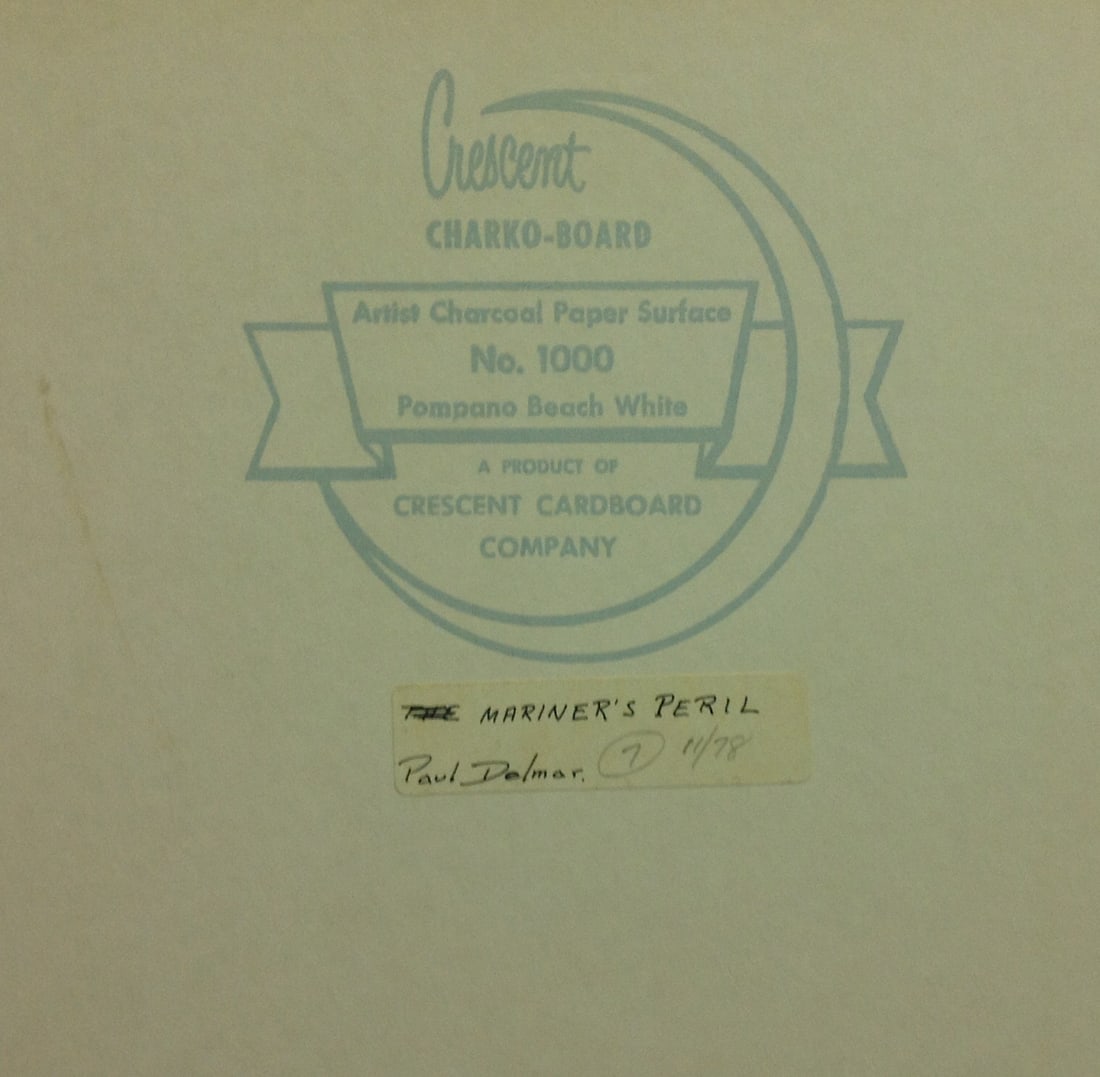 Crescent
CHARKO-BOARD
Artist Charcoal Paper Surface
No. 1000
Pompano Beach White
A PRODUCT OF
CRESCENT CARDBOARD
COMPANY
THE MARINER'S PERIL
Paul Delmar. 7 11/78